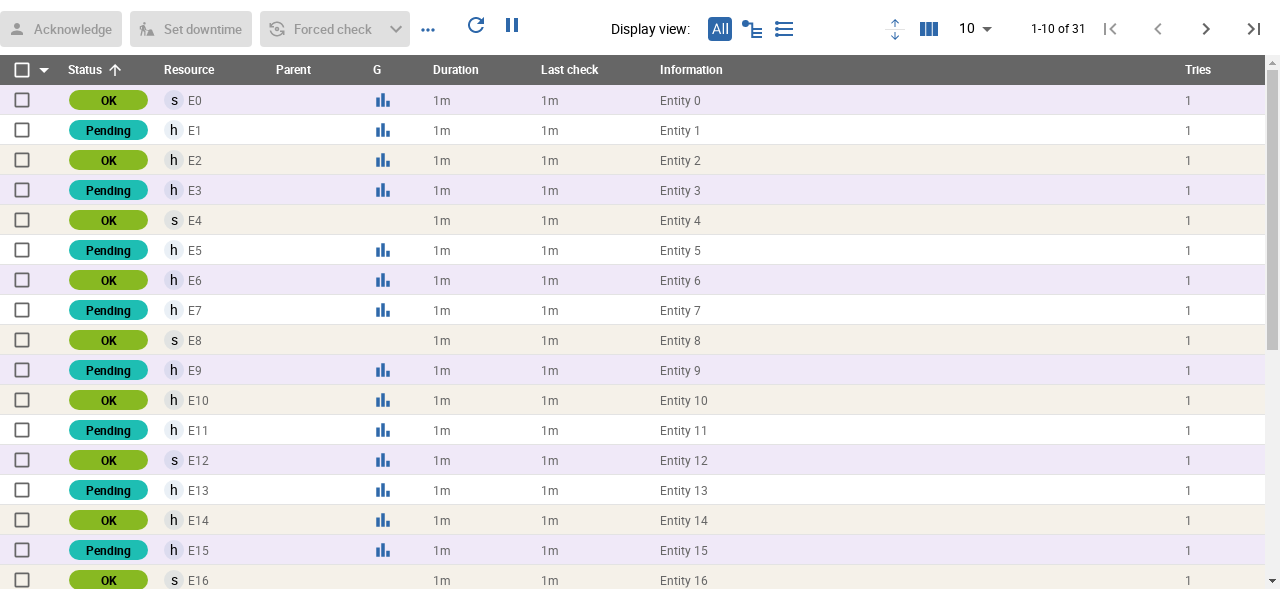 Acknowledge Set downtime Forced check ... Display view: All 10 1-10 of 31
Status Resource Parent G Duration Last check Information Tries
OK s E0 1m 1m Entity 0 1
Pending h E1 1m 1m Entity 1 1
OK h E2 1m 1m Entity 2 1
Pending h E3 1m 1m Entity 3 1
OK s E4 1m 1m Entity 4 1
Pending h E5 1m 1m Entity 5 1
OK h E6 1m 1m Entity 6 1
Pending h E7 1m 1m Entity 7 1
OK s E8 1m 1m Entity 8 1
Pending h E9 1m 1m Entity 9 1
OK h E10 1m 1m Entity 10 1
Pending h E11 1m 1m Entity 11 1
OK s E12 1m 1m Entity 12 1
Pending h E13 1m 1m Entity 13 1
OK h E14 1m 1m Entity 14 1
Pending h E15 1m 1m Entity 15 1
OK s E16 1m 1m Entity 16 1